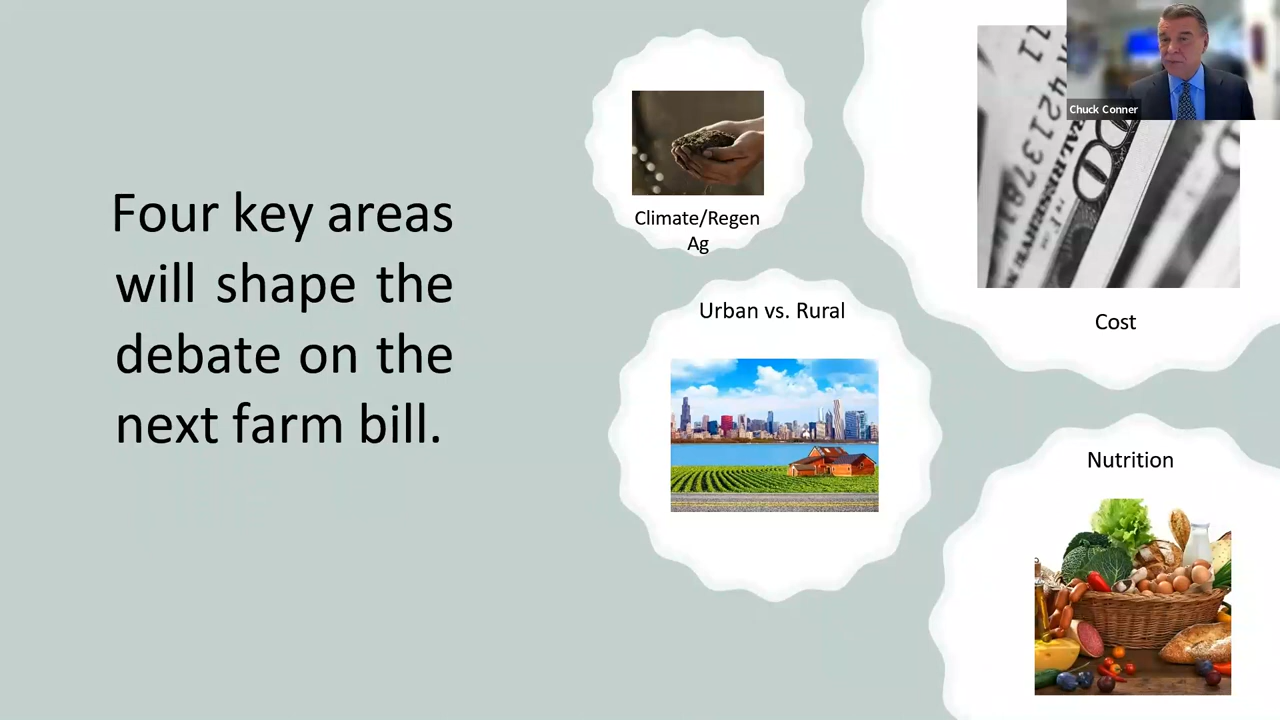 Four key areas
will shape the
debate on the
next farm bill.
Climate/Regen
Ag
Urban vs. Rural
Cost
Nutrition
Chuck Conner